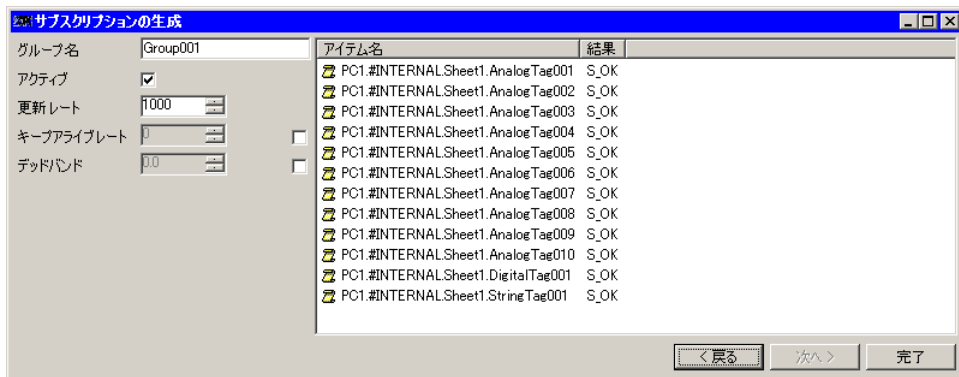 サブスクリプションの生成
グループ名 Group001
アクティブ
更新レート 1000
キープアライブレート 0
デッドバンド 0.0
アイテム名 結果
PC1.#INTERNAL.Sheet1.AnalogTag001 S_OK
PC1.#INTERNAL.Sheet1.AnalogTag002 S_OK
PC1.#INTERNAL.Sheet1.AnalogTag003 S_OK
PC1.#INTERNAL.Sheet1.AnalogTag004 S_OK
PC1.#INTERNAL.Sheet1.AnalogTag005 S_OK
PC1.#INTERNAL.Sheet1.AnalogTag006 S_OK
PC1.#INTERNAL.Sheet1.AnalogTag007 S_OK
PC1.#INTERNAL.Sheet1.AnalogTag008 S_OK
PC1.#INTERNAL.Sheet1.AnalogTag009 S_OK
PC1.#INTERNAL.Sheet1.AnalogTag010 S_OK
PC1.#INTERNAL.Sheet1.DigitalTag001 S_OK
PC1.#INTERNAL.Sheet1.StringTag001 S_OK
< 戻る 次へ > 完了